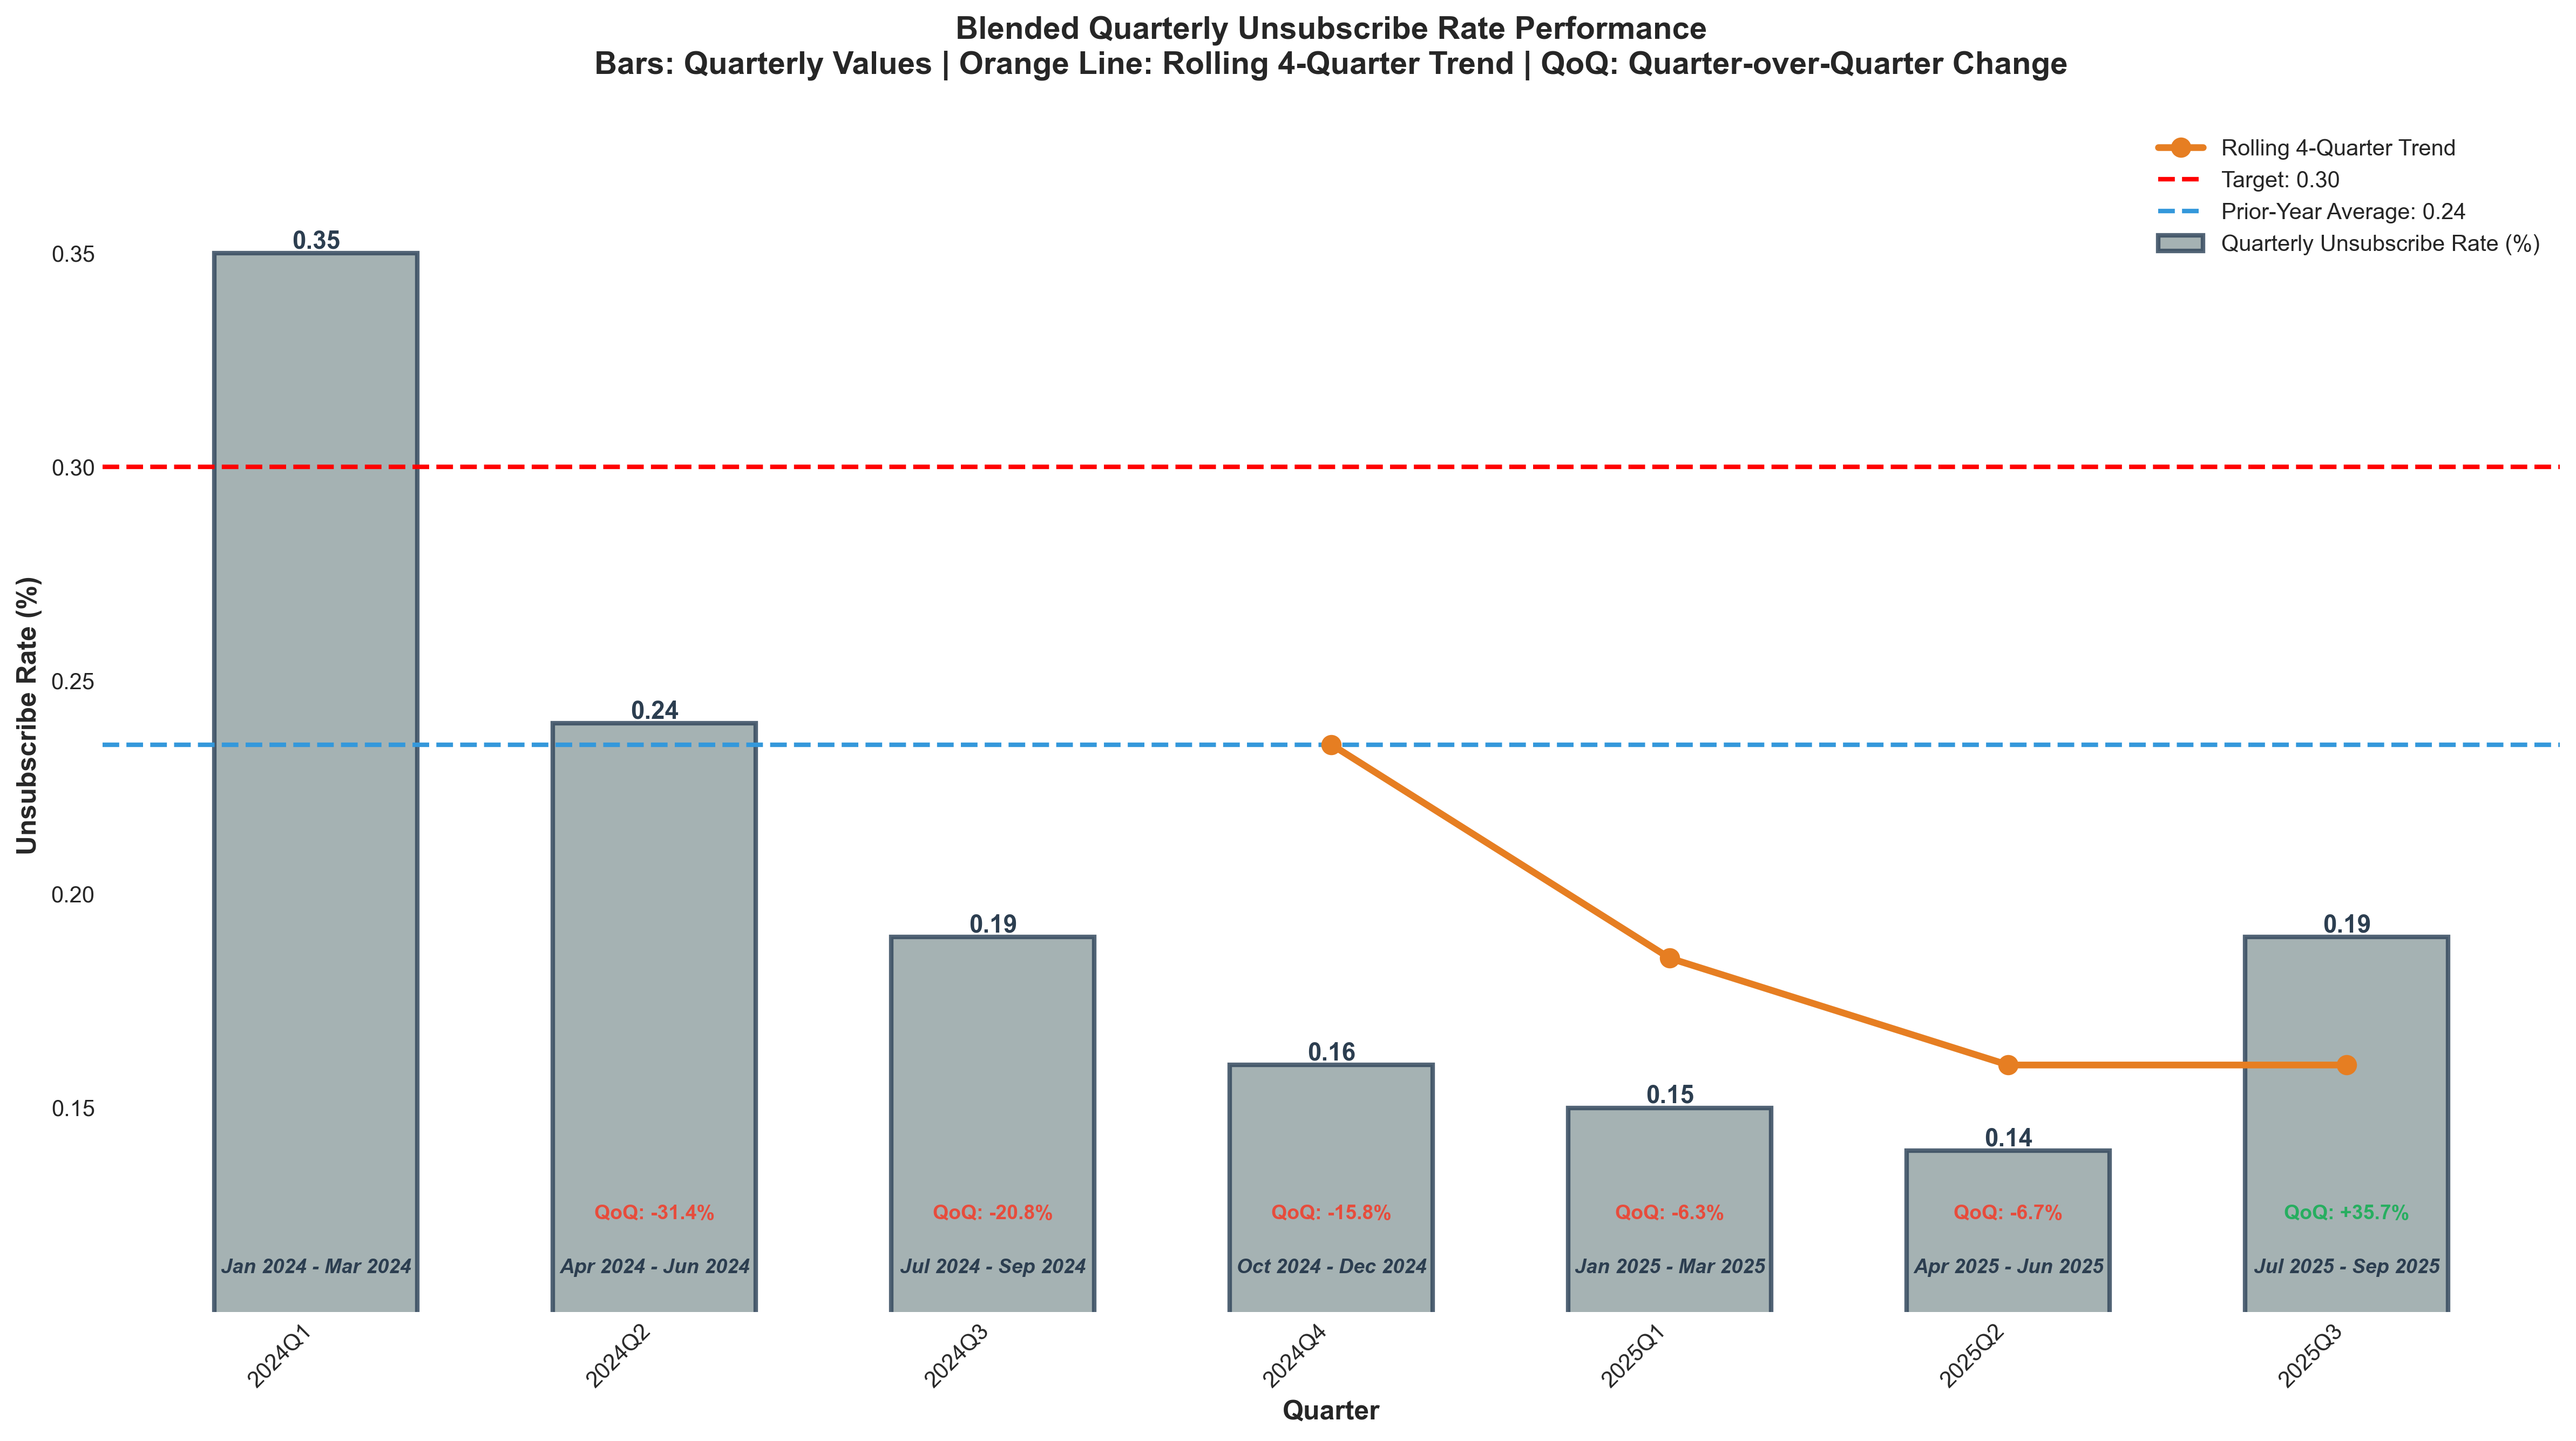 Blended Quarterly Unsubscribe Rate Performance
Bars: Quarterly Values | Orange Line: Rolling 4-Quarter Trend | QoQ: Quarter-over-Quarter Change
Rolling 4-Quarter Trend
Target: 0.30
Prior-Year Average: 0.24
Quarterly Unsubscribe Rate (%)
Unsubscribe Rate (%)
0.35
0.30
0.25
0.20
0.15
0.35
0.24
0.19
0.16
0.15
0.14
0.19
QoQ: -31.4%
QoQ: -20.8%
QoQ: -15.8%
QoQ: -6.3%
QoQ: -6.7%
QoQ: +35.7%
Jan 2024 - Mar 2024
Apr 2024 - Jun 2024
Jul 2024 - Sep 2024
Oct 2024 - Dec 2024
Jan 2025 - Mar 2025
Apr 2025 - Jun 2025
Jul 2025 - Sep 2025
2024Q1
2024Q2
2024Q3
2024Q4
2025Q1
2025Q2
2025Q3
Quarter